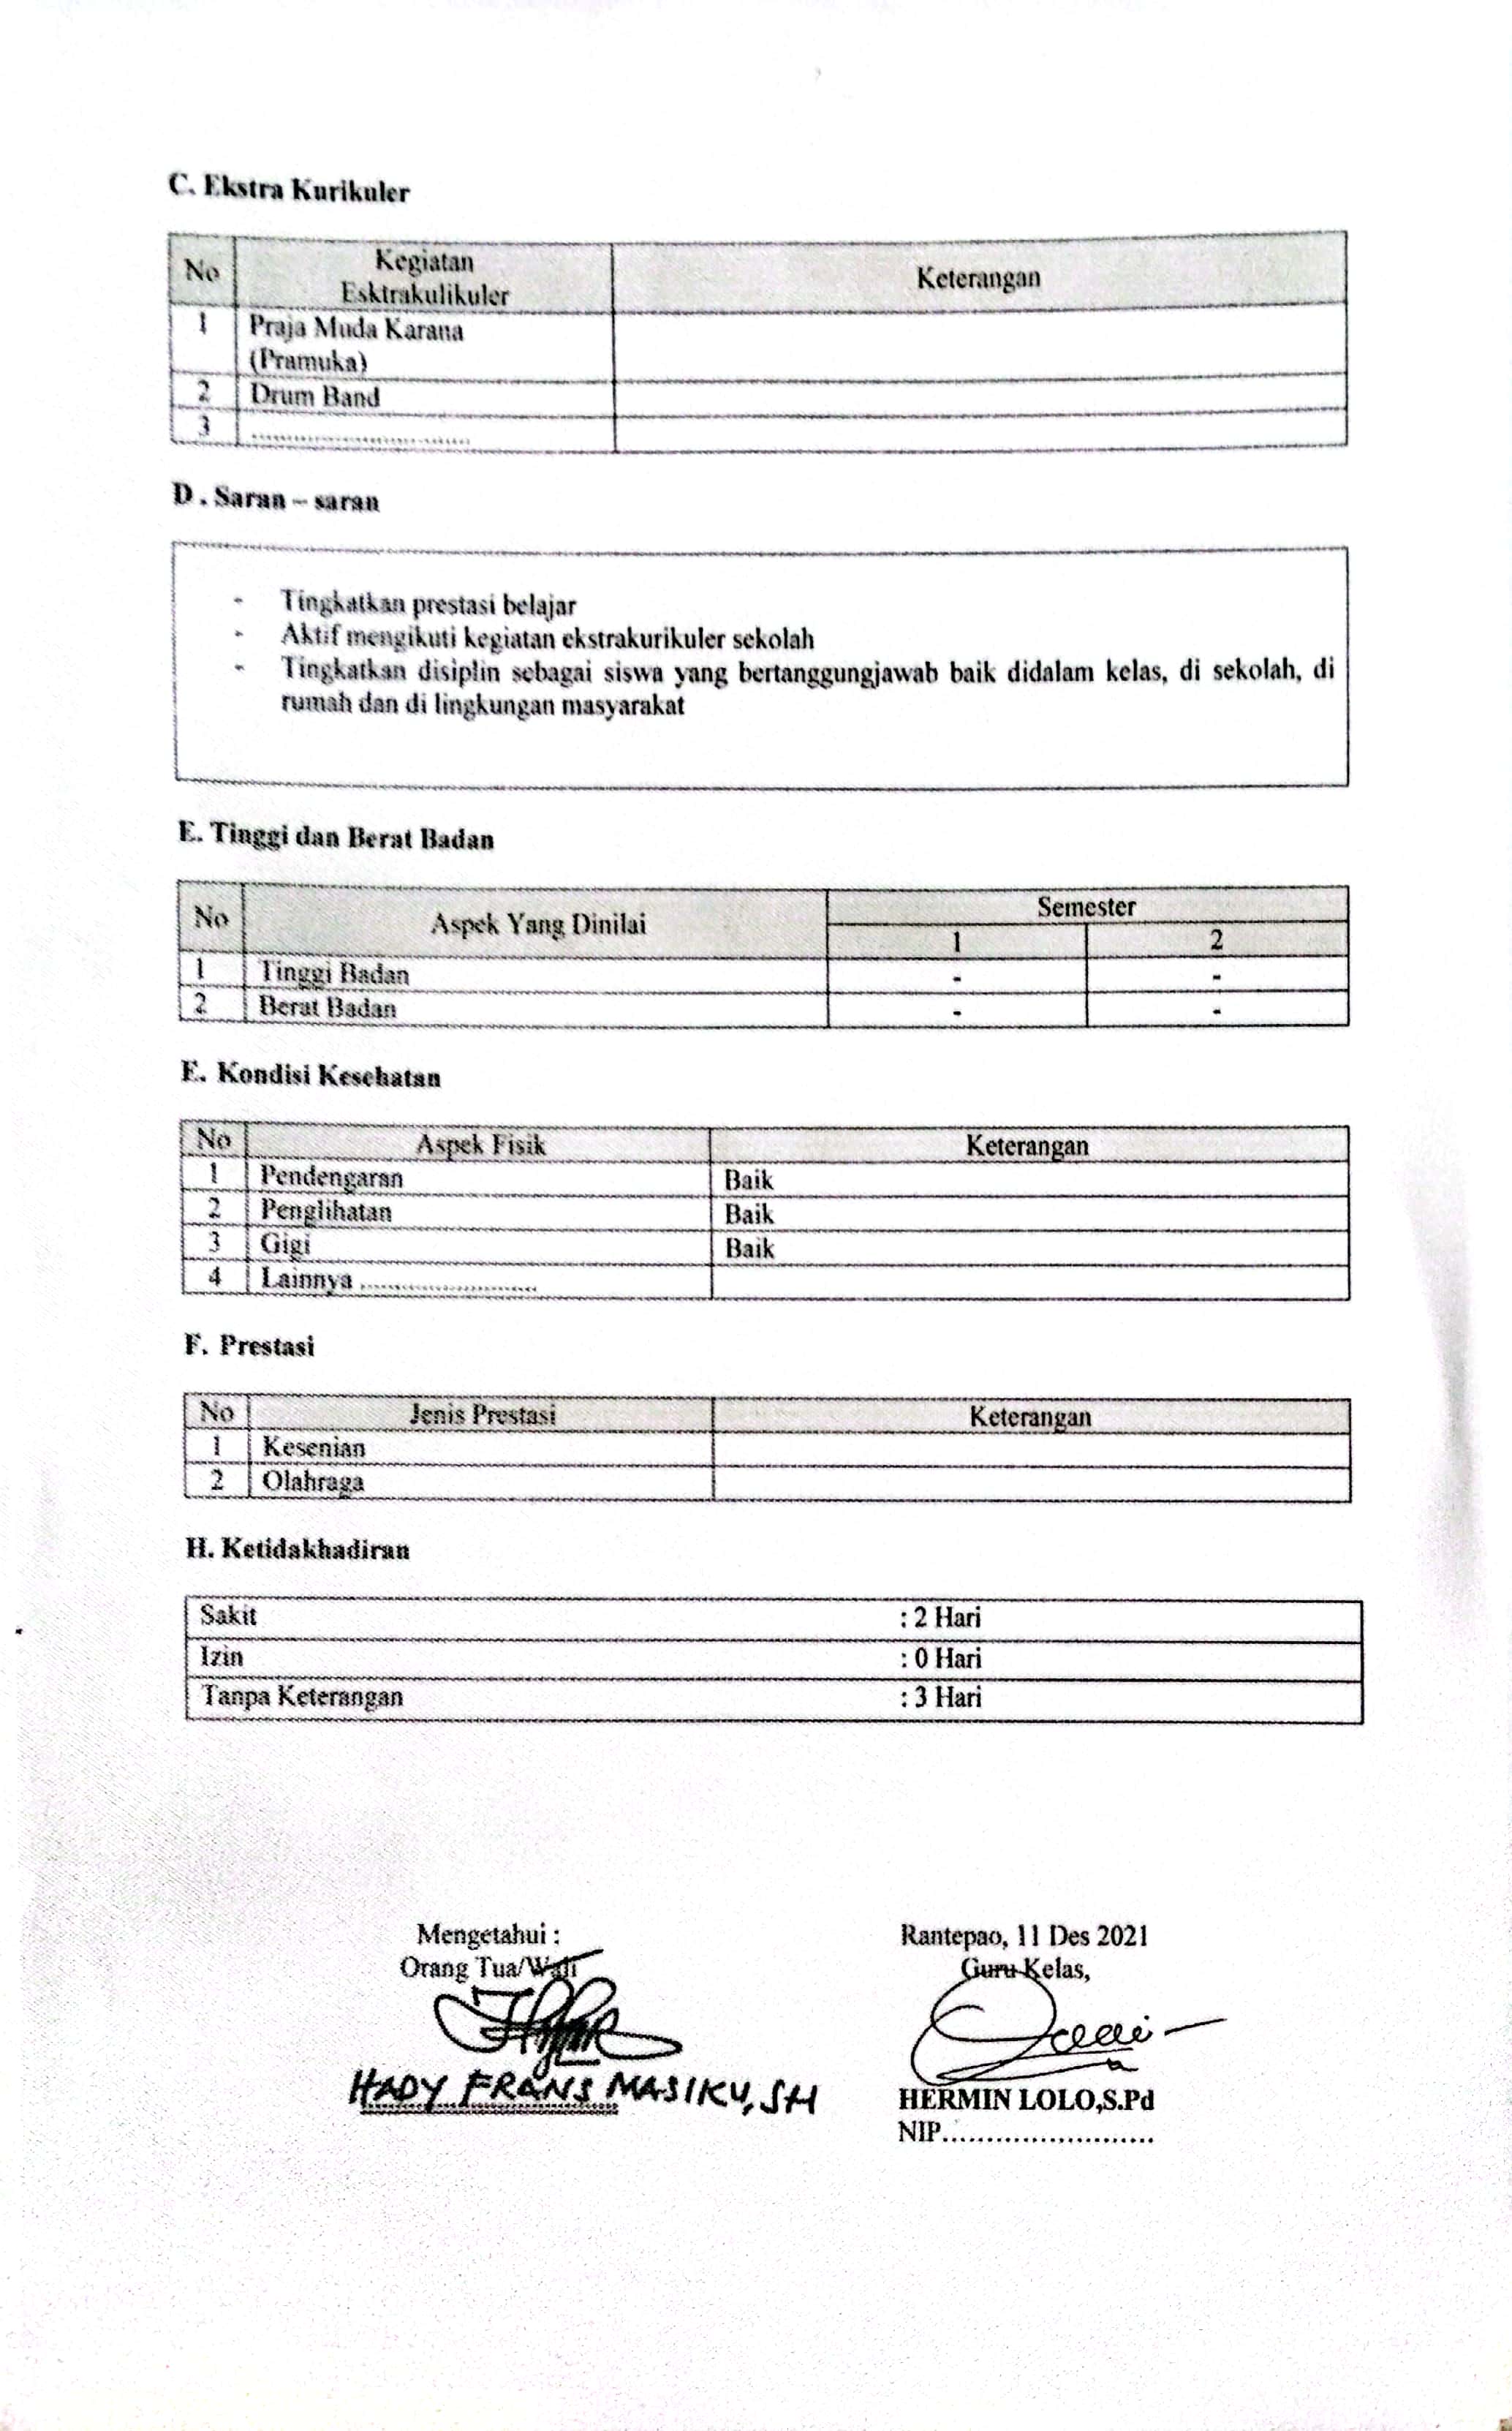 C. Ekstra Kurikuler
No Kegiatan Esktrakulikuler Keterangan
1 Praja Muda Karana
(Pramuka)
2 Drum Band
3 ................................
D . Saran – saran
- Tingkatkan prestasi belajar
- Aktif mengikuti kegiatan ekstrakurikuler sekolah
- Tingkatkan disiplin sebagai siswa yang bertanggungjawab baik didalam kelas, di sekolah, di
rumah dan di lingkungan masyarakat
E. Tinggi dan Berat Badan
No Aspek Yang Dinilai Semester
1 2
1 Tinggi Badan - -
2 Berat Badan - -
E. Kondisi Kesehatan
No Aspek Fisik Keterangan
1 Pendengaran Baik
2 Penglihatan Baik
3 Gigi Baik
4 Lainnya ..........................
F. Prestasi
No Jenis Prestasi Keterangan
1 Kesenian
2 Olahraga
H. Ketidakhadiran
Sakit : 2 Hari
Izin : 0 Hari
Tanpa Keterangan : 3 Hari
Mengetahui : Rantepao, 11 Des 2021
Orang Tua/Wali Guru Kelas,
HADY FRANS MASIKU, SH HERMIN LOLO,S.Pd
NIP........................